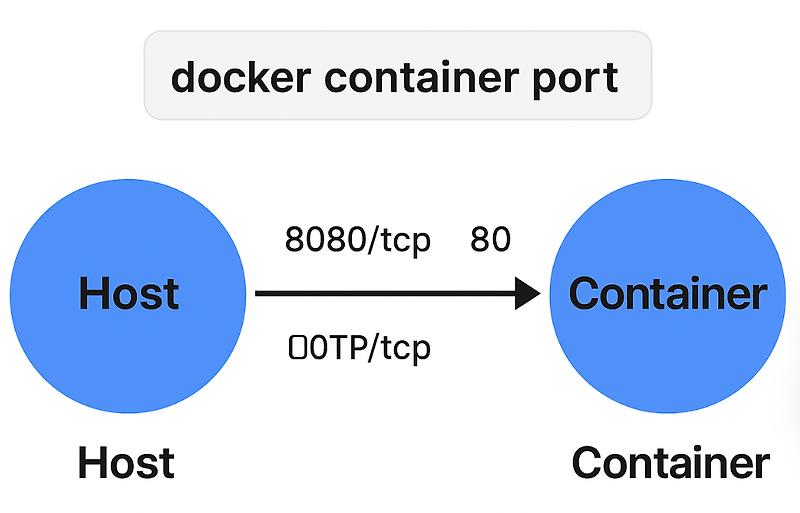 docker container port
8080/tcp 80
Host
Container
0TP/tcp
Host
Container